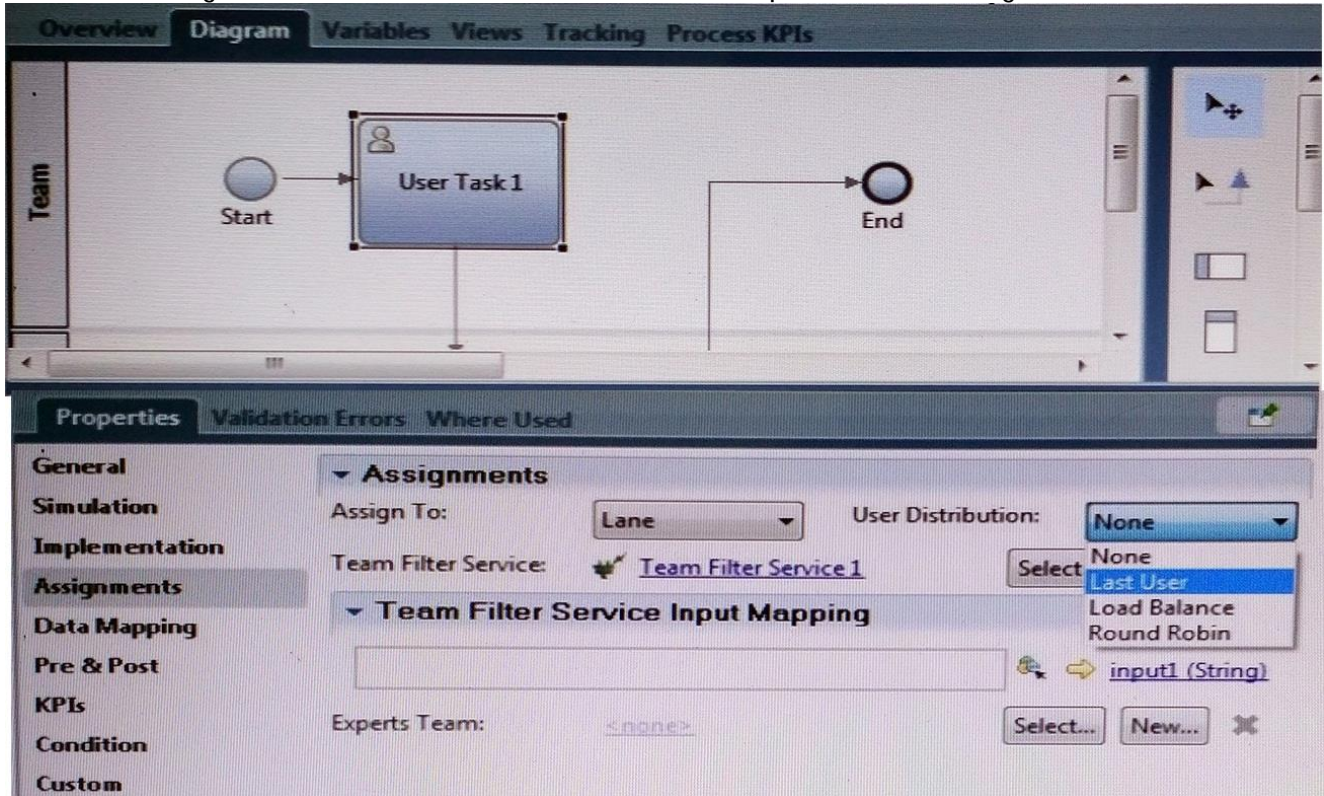 Overview Diagram Variables Views Tracking Process KPIs
Team
User Task 1
Start
End
Properties Validation Errors Where Used
General
Simulation
Implementation
Assignments
Data Mapping
Pre & Post
KPIs
Condition
Custom
Assignments
Assign To: Lane User Distribution: None
None
Last User
Load Balance
Round Robin
Team Filter Service: Team Filter Service 1 Select
Team Filter Service Input Mapping
input1 (String)
Experts Team: <none> Select... New...